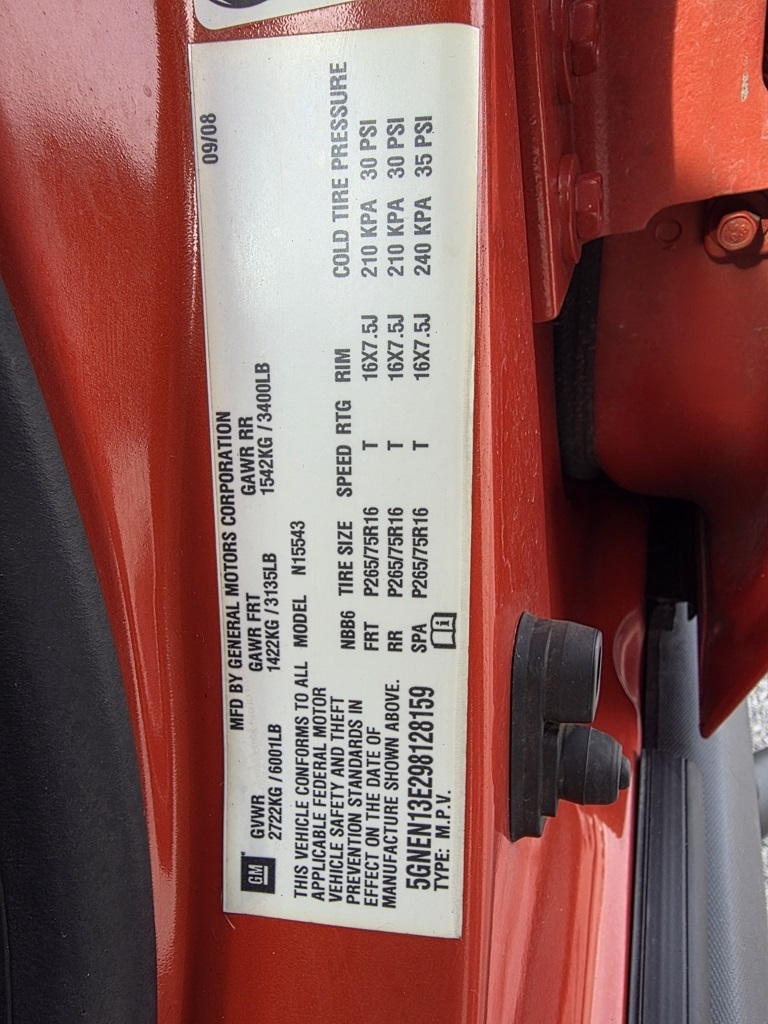 MFD BY GENERAL MOTORS CORPORATION 09/08
GM GVWR GAWR FRT GAWR RR
2722KG / 6001LB 1422KG / 3135LB 1542KG / 3400LB
THIS VEHICLE CONFORMS TO ALL MODEL N15543
APPLICABLE FEDERAL MOTOR
VEHICLE SAFETY AND THEFT
PREVENTION STANDARDS IN
EFFECT ON THE DATE OF
MANUFACTURE SHOWN ABOVE.
5GNEN13E298128159
TYPE: M.P.V.
NBB6 TIRE SIZE SPEED RTG RIM COLD TIRE PRESSURE
FRT P265/75R16 T 16X7.5J 210 KPA 30 PSI
RR P265/75R16 T 16X7.5J 210 KPA 30 PSI
SPA P265/75R16 T 16X7.5J 240 KPA 35 PSI